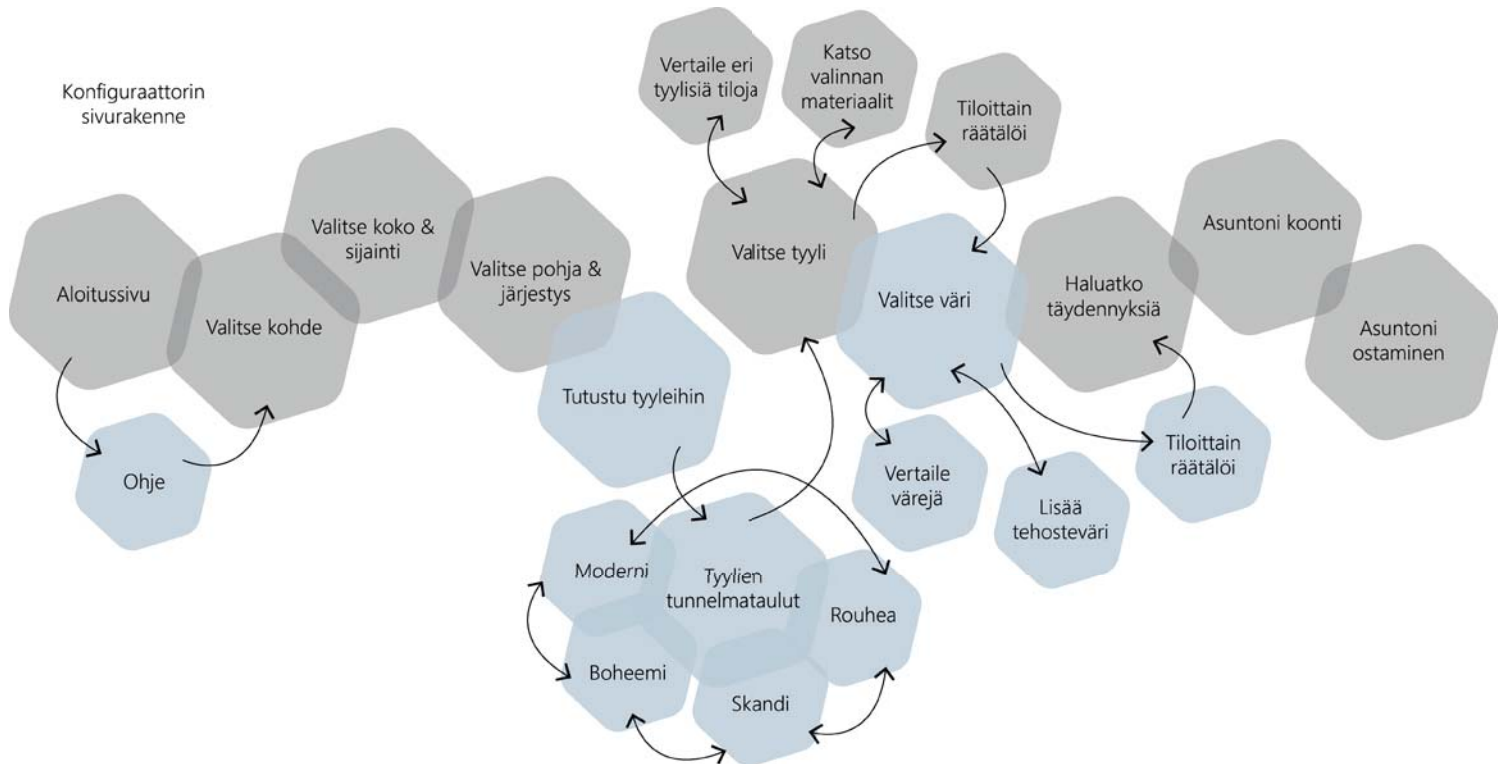 Konfiguraattorin
sivurakenne
Aloitussivu
Ohje
Valitse kohde
Valitse koko &
sijainti
Valitse pohja &
järjestys
Tutustu tyyleihin
Tyylien
tunnelmataulut
Moderni
Boheemi
Skandi
Rouhea
Valitse tyyli
Vertaile eri
tyylisiä tiloja
Katso
valinnan
materiaalit
Tiloittain
räätälöi
Valitse väri
Vertaile
värejä
Lisää
tehosteväri
Tiloittain
räätälöi
Haluatko
täydennyksiä
Asuntoni koonti
Asuntoni
ostaminen